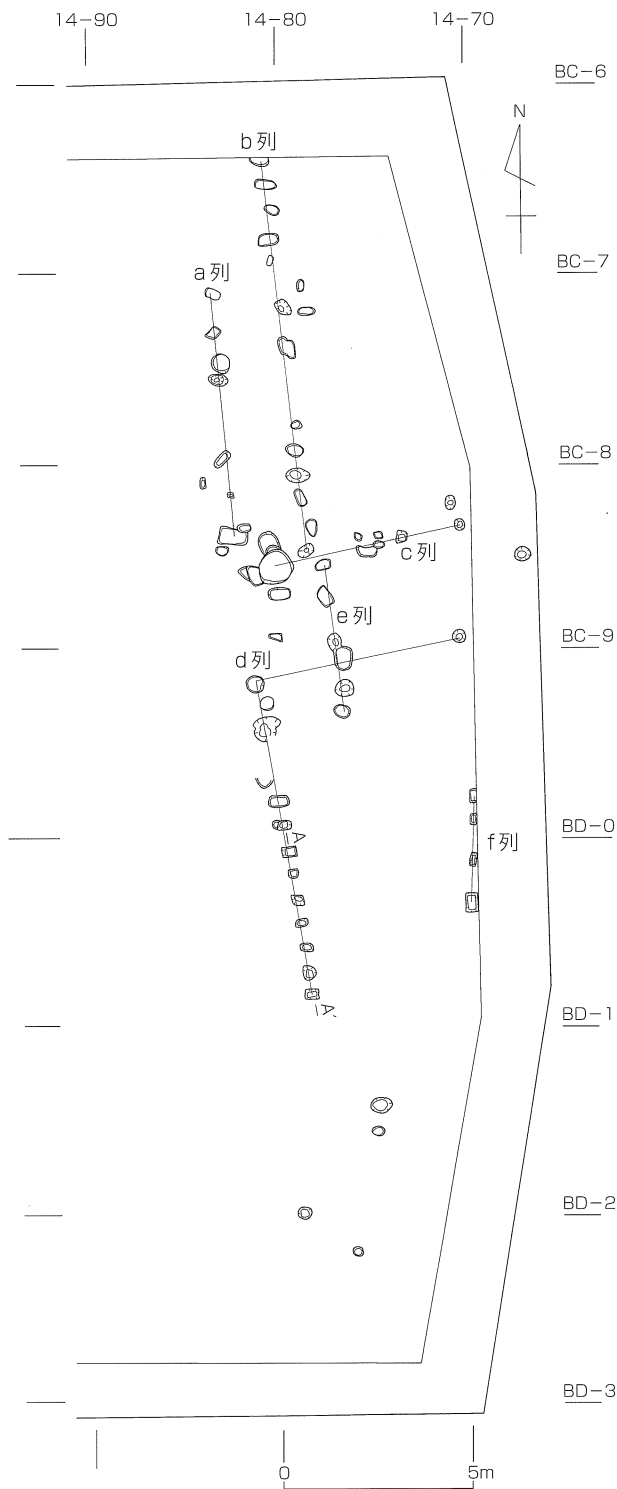 14-90 14-80 14-70
BC-6
N
b列
BC-7
a列
BC-8
c列
e列
BC-9
d列
BD-0
A
f列
A'
BD-1
BD-2
BD-3
0 5m